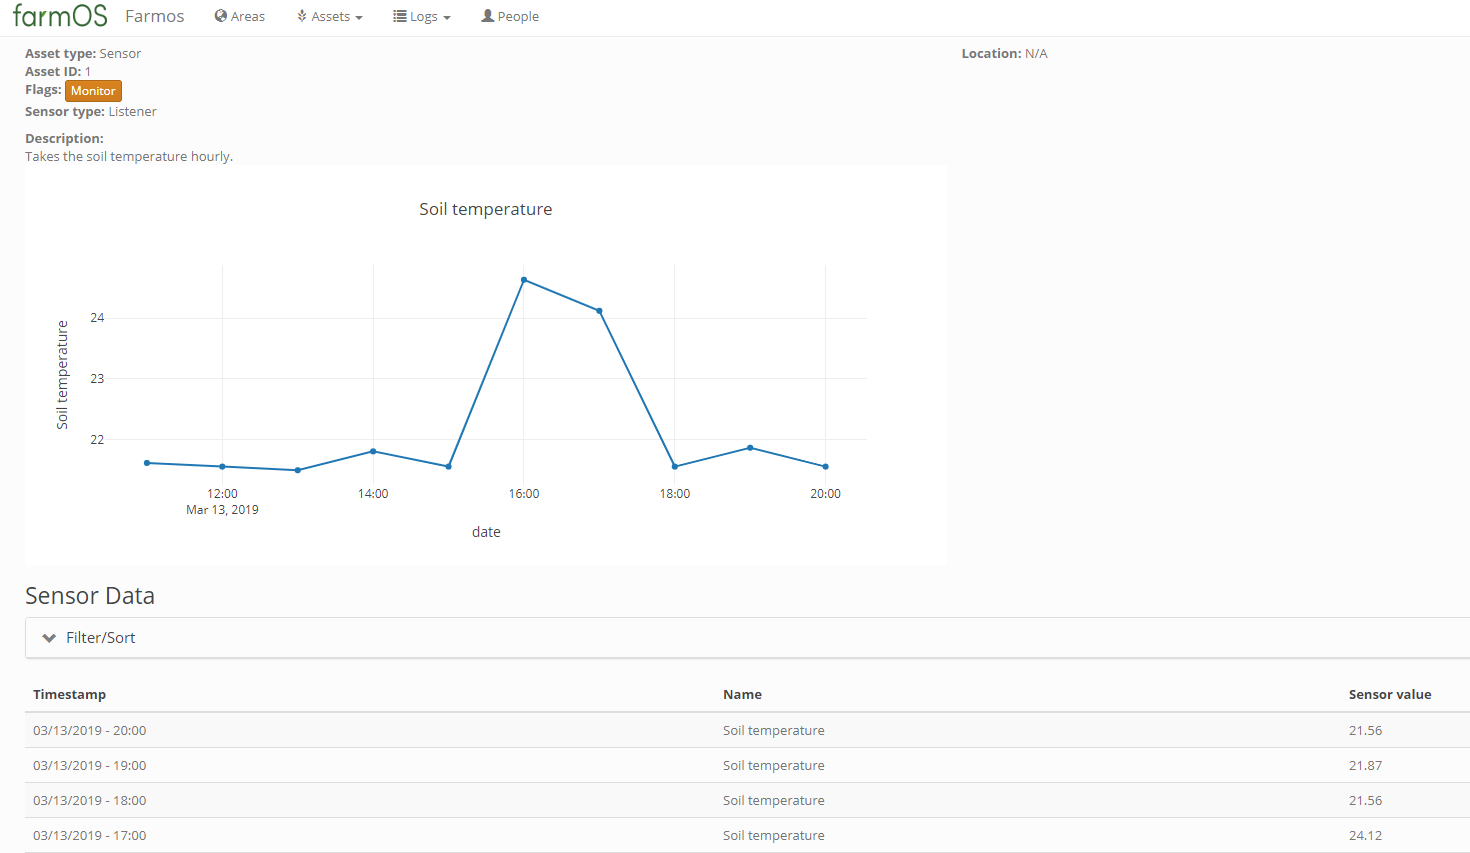 farmOS Farmos Areas Assets Logs People
Asset type: Sensor
Location: N/A
Asset ID: 1
Flags: Monitor
Sensor type: Listener
Description:
Takes the soil temperature hourly.
Soil temperature
Soil temperature
24
23
22
12:00 14:00 16:00 18:00 20:00
Mar 13, 2019
date
Sensor Data
Filter/Sort
Timestamp Name Sensor value
03/13/2019 - 20:00 Soil temperature 21.56
03/13/2019 - 19:00 Soil temperature 21.87
03/13/2019 - 18:00 Soil temperature 21.56
03/13/2019 - 17:00 Soil temperature 24.12